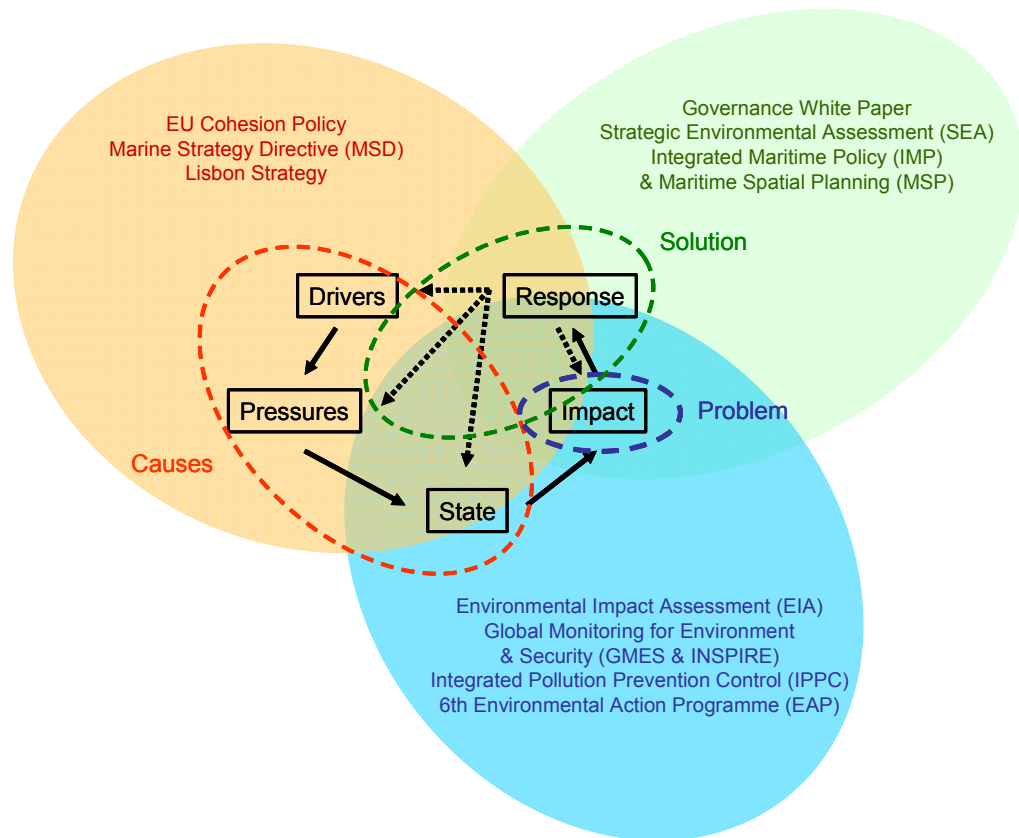 EU Cohesion Policy
Marine Strategy Directive (MSD)
Lisbon Strategy
Governance White Paper
Strategic Environmental Assessment (SEA)
Integrated Maritime Policy (IMP)
& Maritime Spatial Planning (MSP)
Solution
Drivers
Response
Pressures
Impact
Problem
Causes
State
Environmental Impact Assessment (EIA)
Global Monitoring for Environment
& Security (GMES & INSPIRE)
Integrated Pollution Prevention Control (IPPC)
6th Environmental Action Programme (EAP)